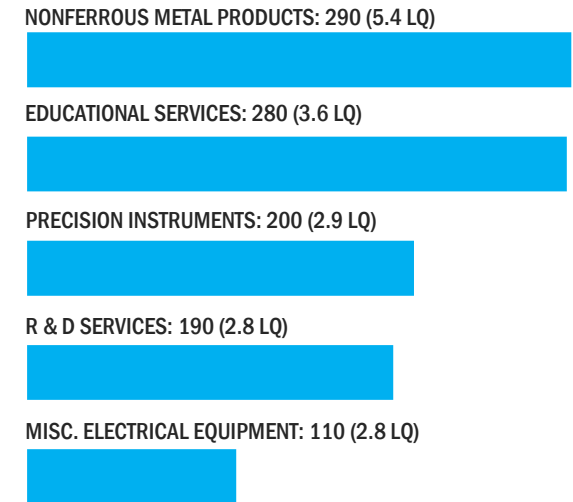 NONFERROUS METAL PRODUCTS: 290 (5.4 LQ)
EDUCATIONAL SERVICES: 280 (3.6 LQ)
PRECISION INSTRUMENTS: 200 (2.9 LQ)
R & D SERVICES: 190 (2.8 LQ)
MISC. ELECTRICAL EQUIPMENT: 110 (2.8 LQ)